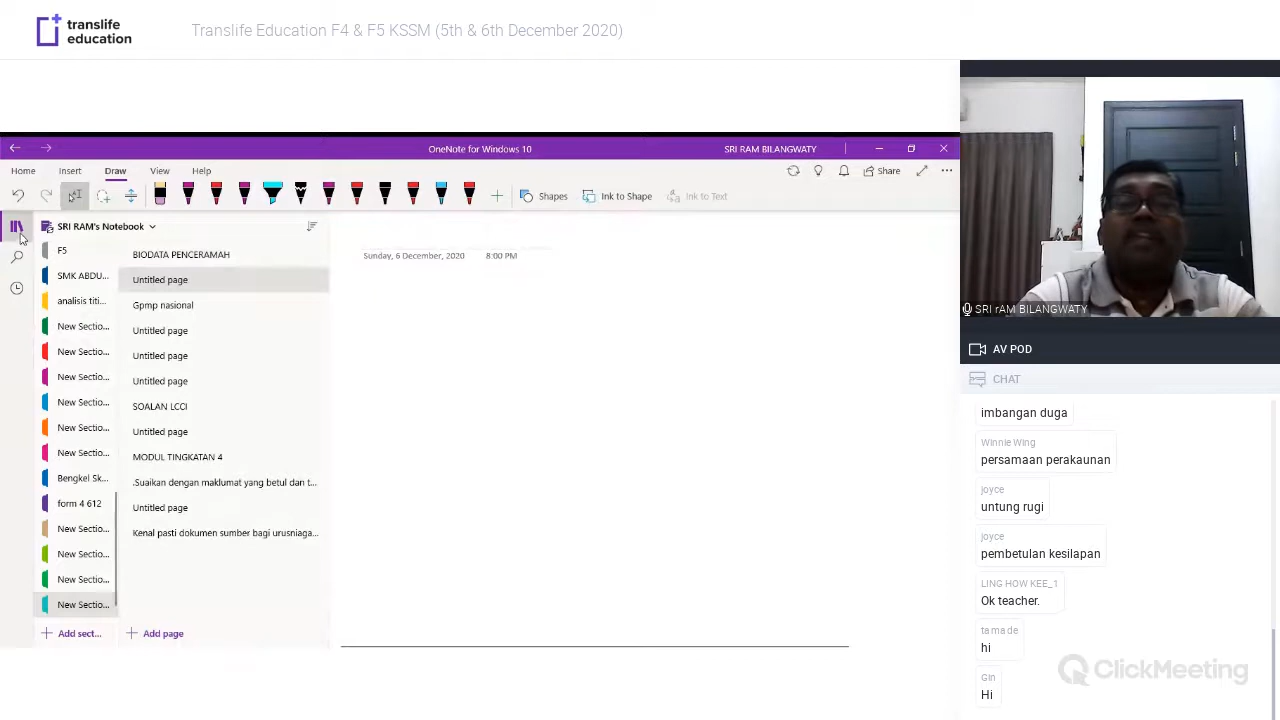 translife
education
Translife Education F4 & F5 KSSM (5th & 6th December 2020)
OneNote for Windows 10
SRI RAM BILANGWATY
Home
Insert
Draw
View
Help
Share
Shapes
Ink to Shape
Ink to Text
SRI RAM's Notebook
F5
SMK ABDU...
analisis titi...
New Sectio...
New Sectio...
New Sectio...
New Sectio...
New Sectio...
New Sectio...
Bengkel Sk...
form 4 612
New Sectio...
New Sectio...
New Sectio...
New Sectio...
Add sect...
BIODATA PENCERAMAH
Untitled page
Gpmp nasional
Untitled page
Untitled page
Untitled page
SOALAN LCCI
Untitled page
MODUL TINGKATAN 4
.Suaikan dengan maklumat yang betul dan t...
Untitled page
Kenal pasti dokumen sumber bagi urusniaga...
Add page
Sunday, 6 December, 2020 8:00 PM
SRI rAM BILANGWATY
AV POD
CHAT
imbangan duga
Winnie Wing
persamaan perakaunan
joyce
untung rugi
joyce
pembetulan kesilapan
LING HOW KEE_1
Ok teacher.
tamade
hi
Gin
Hi
ClickMeeting